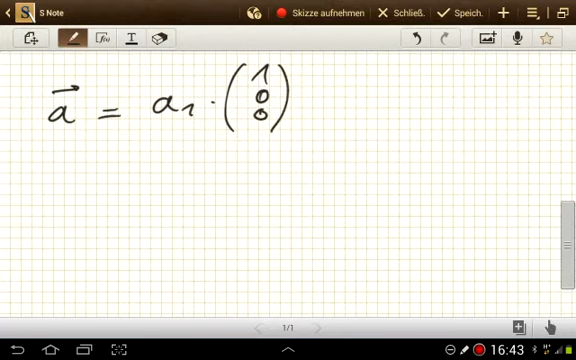 S Note
Skizze aufnehmen
Schließ.
Speich.
f(x)
T
a⃗ = a₁ · (1 0 0)
1/1
16:43